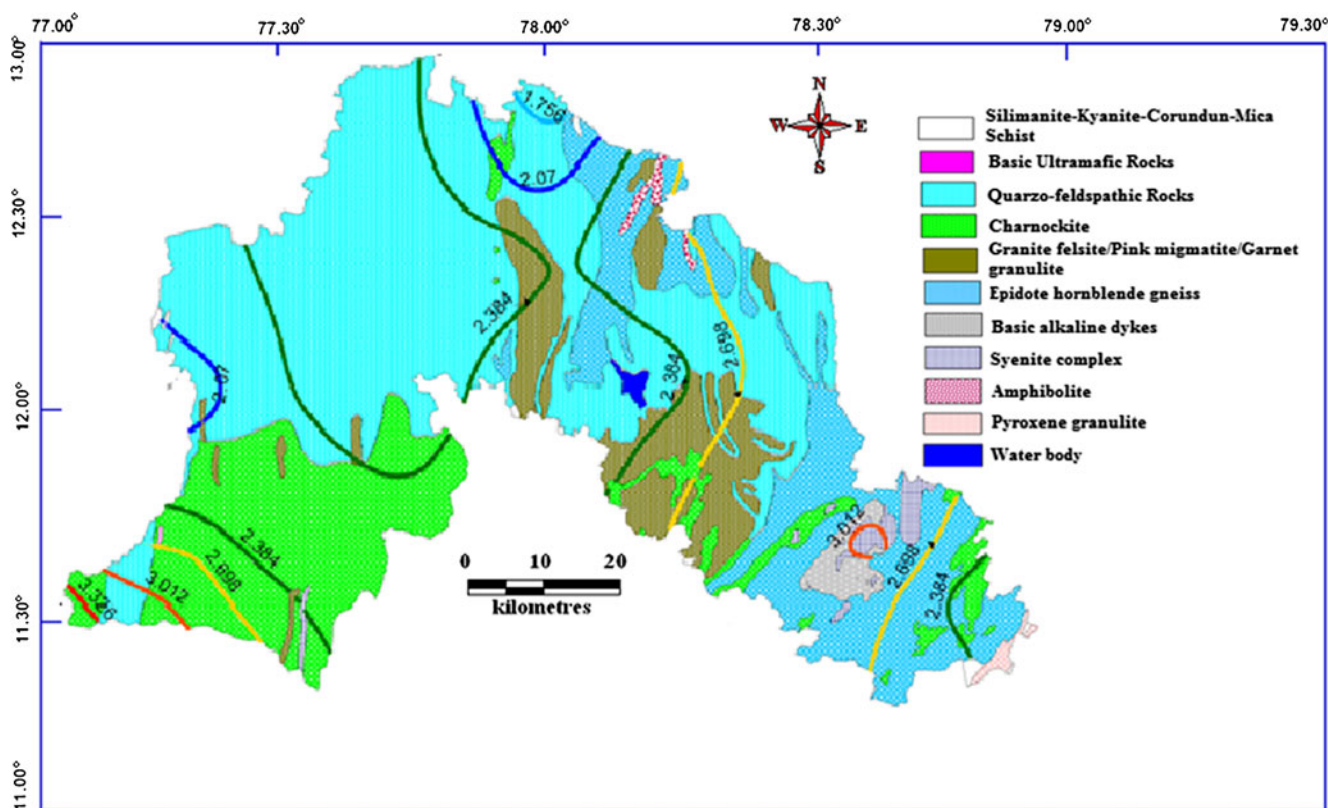 77.00° 77.30° 78.00° 78.30° 79.00° 79.30°
13.00°
12.30°
12.00°
11.30°
11.00°
N
W E
S
Silimanite-Kyanite-Corundun-Mica
Schist
Basic Ultramafic Rocks
Quarzo-feldspathic Rocks
Charnockite
Granite felsite/Pink migmatite/Garnet
granulite
Epidote hornblende gneiss
Basic alkaline dykes
Syenite complex
Amphibolite
Pyroxene granulite
Water body
1.756
2.07
2.384
2.698
2.384
2.07
2.384
2.698
3.012
3.326
3.012
2.698
2.384
0 10 20
kilometres